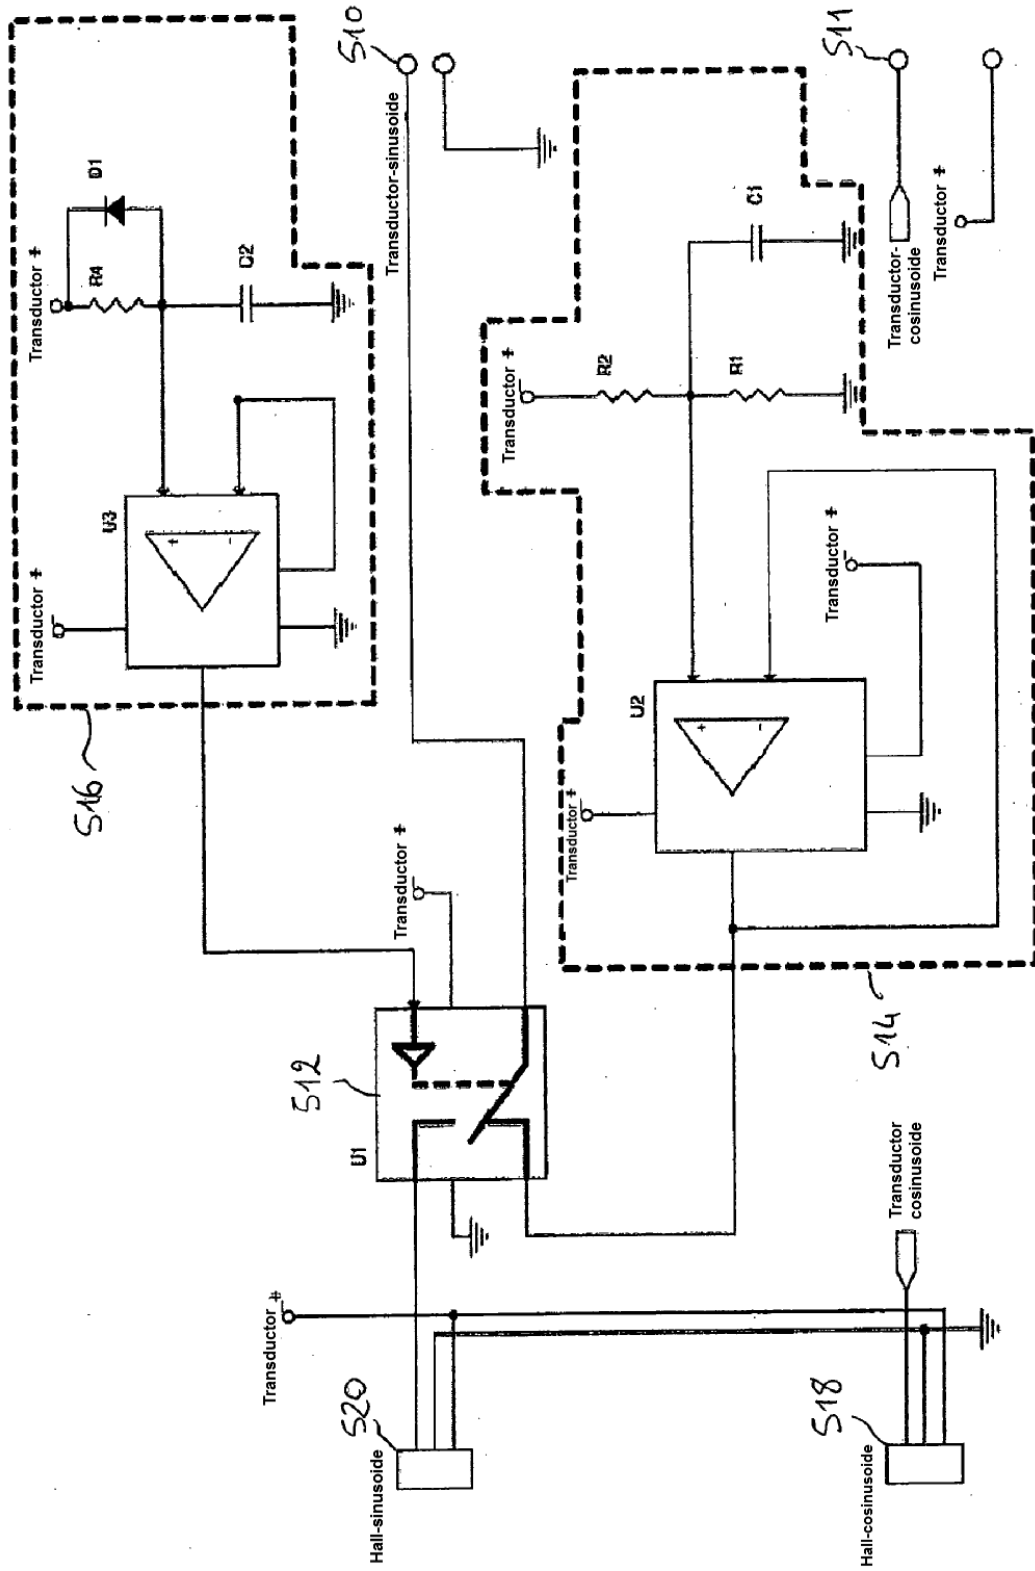 Transductor +
Transductor +
S16
U3
R4
D1
C2
Transductor +
S12
S20
U1
S10
Hall-sinusoide
Transductor-sinusoide
Transductor +
Transductor +
Transductor +
R2
U2
R1
C1
S18
Transductor +
S11
Hall-cosinusoide
S14
Transductor
cosinusoide
Transductor-
cosinusoide
Transductor +